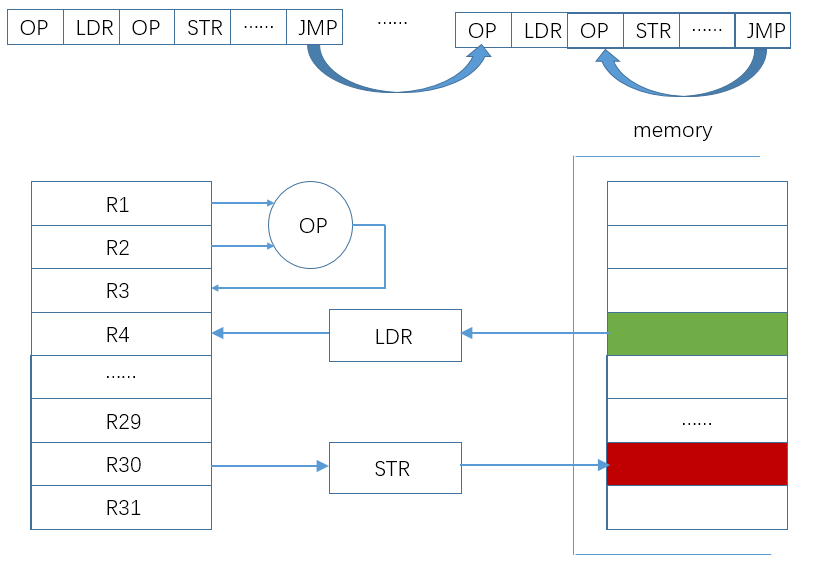 OP LDR OP STR ...... JMP ...... OP LDR OP STR ...... JMP
memory
R1
OP
R2
R3
R4 LDR
......
R29 ......
R30 STR
R31